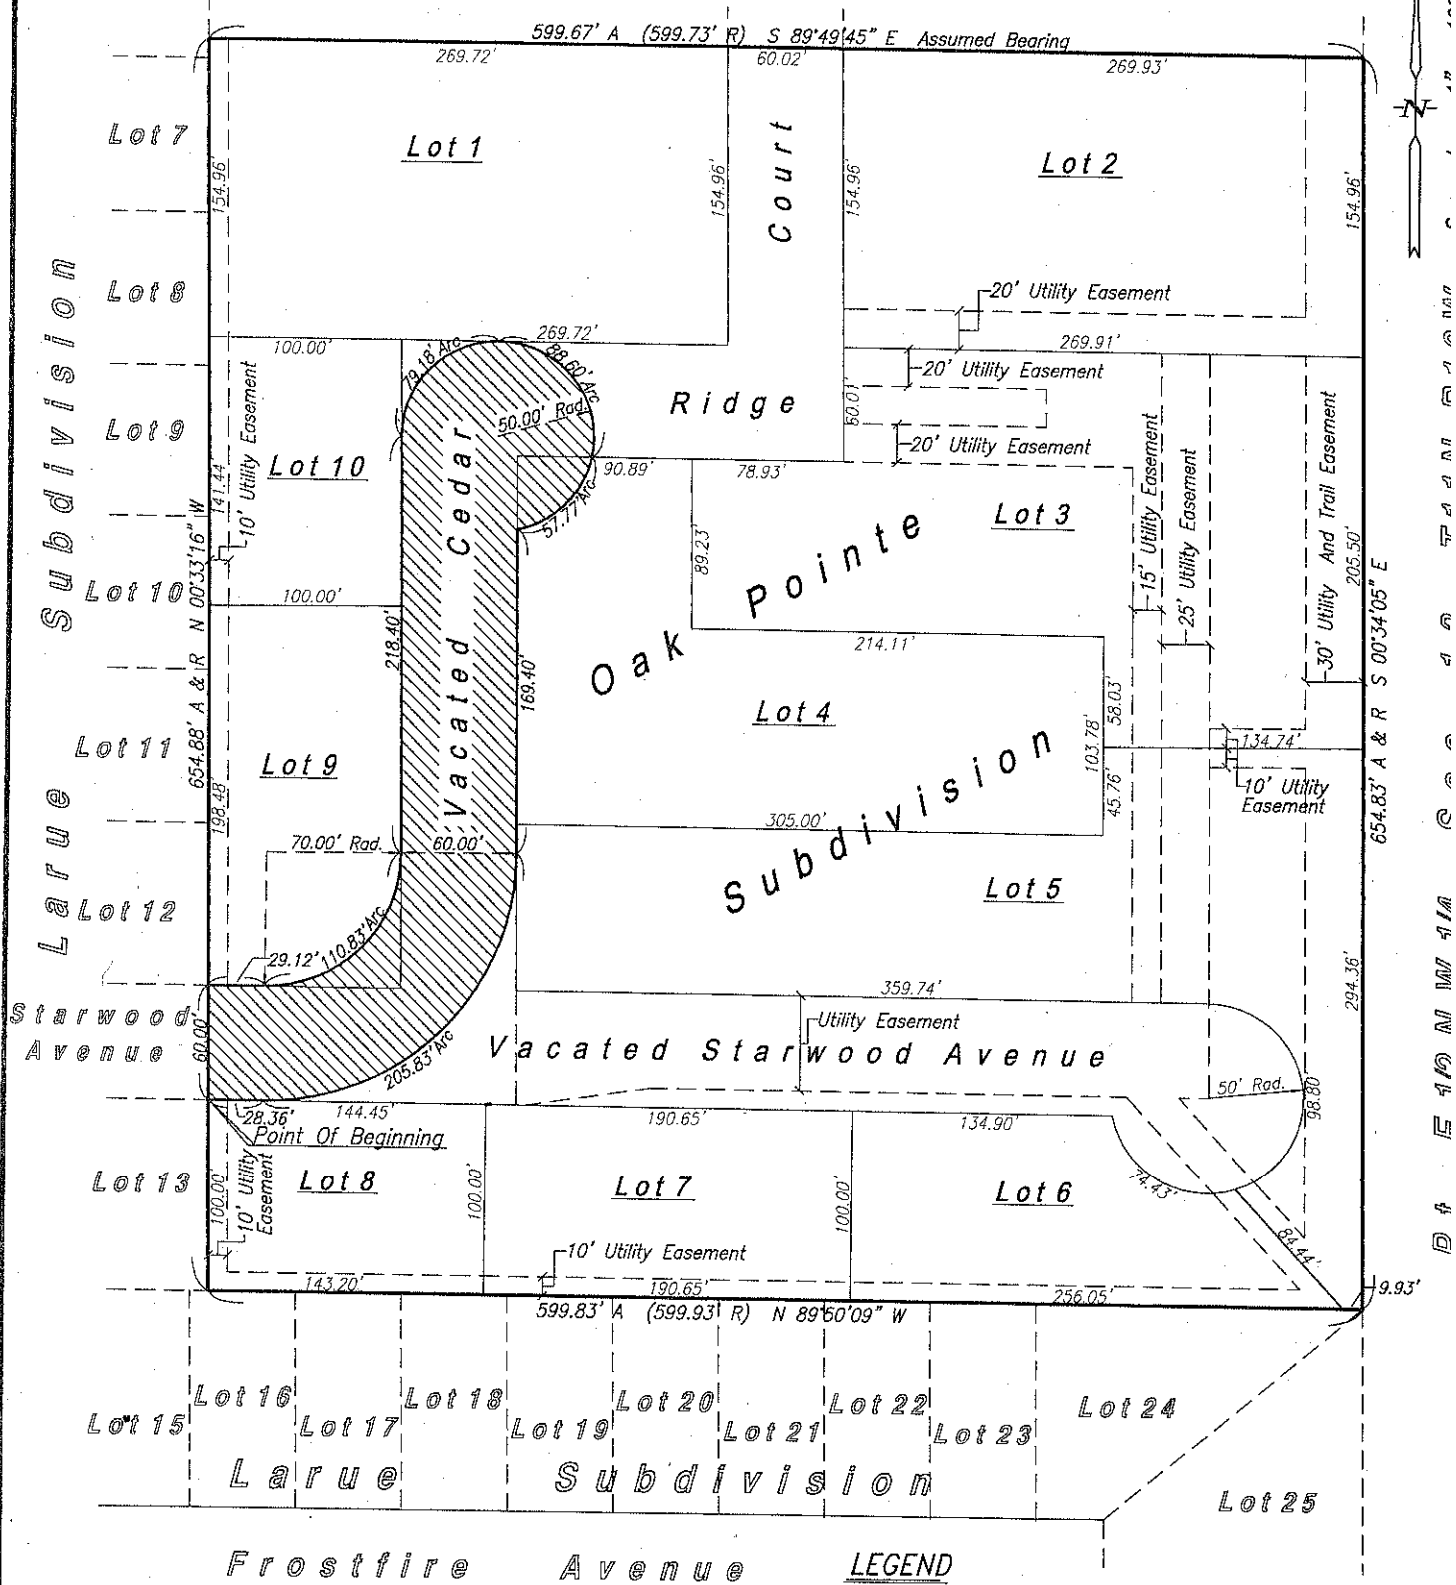 599.67' A (599.73' R) S 89°49'45" E Assumed Bearing
269.72'
60.02'
269.93'
N
Lot 7
Lot 1
Court
Lot 2
154.96'
154.96'
154.96'
154.96'
Lot 8
20' Utility Easement
269.72'
100.00'
269.91'
79.18' Arc
88.60' Arc
20' Utility Easement
50.00' Rad.
Ridge
60.01'
Lot 9
10' Utility Easement
20' Utility Easement
Lot 10
90.89'
78.93'
141.44'
57.77' Arc
Lot 3
15' Utility Easement
25' Utility Easement
30' Utility And Trail Easement
205.50'
Larue Subdivision
89.23'
Vacated Cedar
Oak Pointe
Subdivision
Lot 10
100.00'
654.88' A & R N 00°33'16" W
218.40'
169.40'
214.11'
654.83' A & R S 00°34'05" E
Lot 4
58.03'
103.78'
134.74'
Lot 11
Lot 9
198.48'
45.76'
10' Utility
Easement
305.00'
70.00' Rad.
60.00'
Lot 5
Lot 12
110.83' Arc
29.12'
359.74'
294.36'
Starwood
Avenue
60.00'
Utility Easement
Vacated Starwood Avenue
205.83' Arc
50' Rad.
98.80'
28.36'
144.45'
190.65'
134.90'
Point Of Beginning
Lot 13
100.00'
10' Utility
Easement
Lot 8
100.00'
Lot 7
100.00'
Lot 6
74.43'
84.44'
10' Utility Easement
143.20'
190.65'
256.05'
9.93'
599.83' A (599.93' R) N 89°50'09" W
Lot 15
Lot 16
Lot 17
Lot 18
Lot 19
Lot 20
Lot 21
Lot 22
Lot 23
Lot 24
Larue Subdivision
Lot 25
Frostfire Avenue
LEGEND